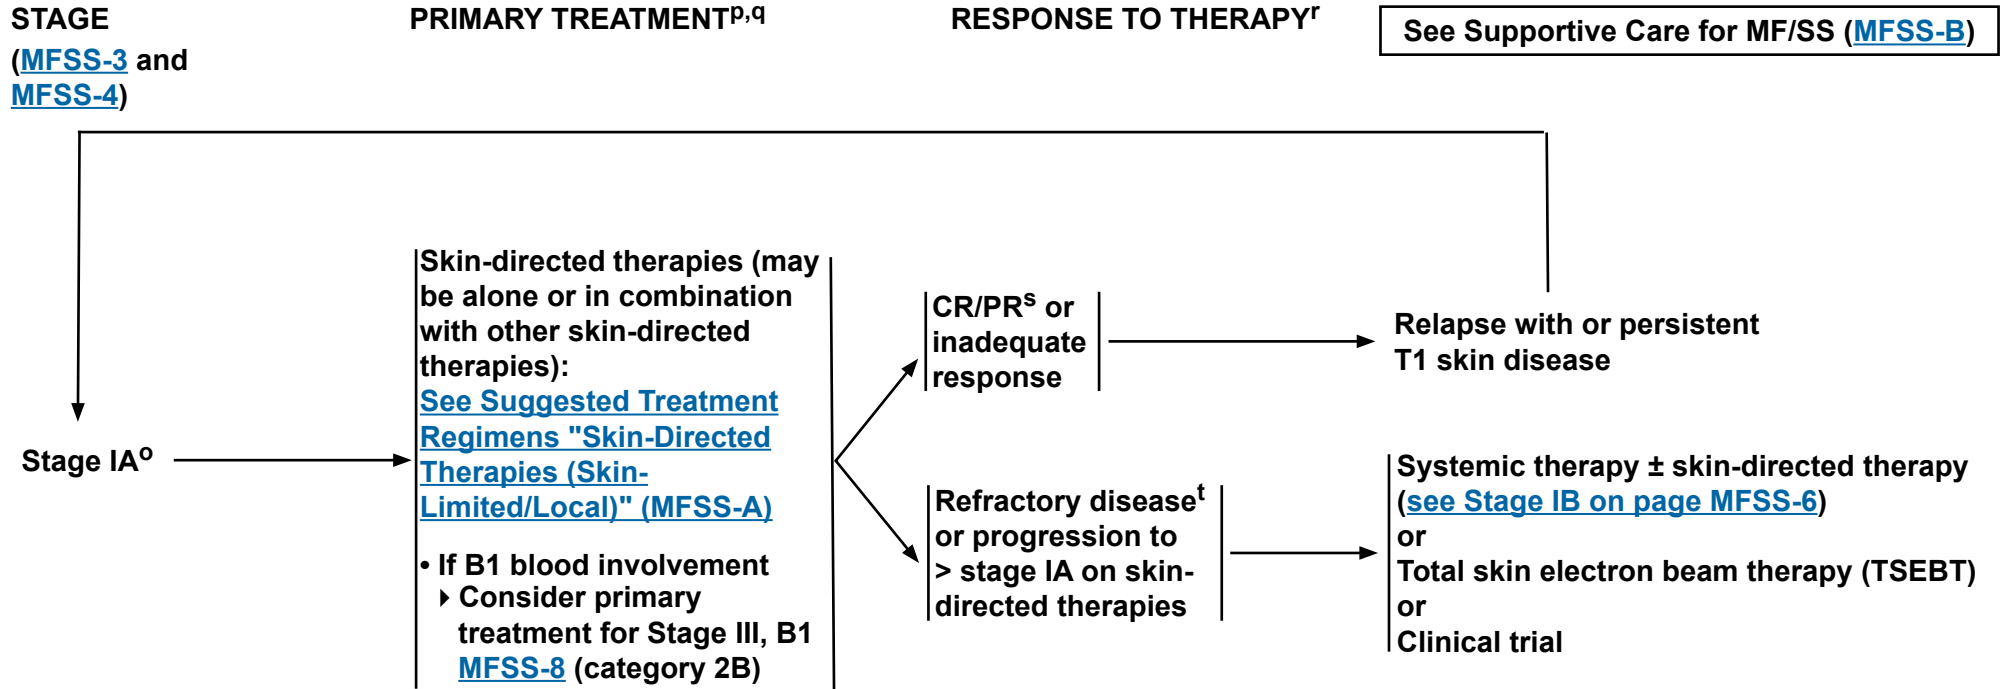 STAGE
(MFSS-3 and
MFSS-4)
PRIMARY TREATMENTp,q
RESPONSE TO THERAPYr
See Supportive Care for MF/SS (MFSS-B)
Stage IAo
Skin-directed therapies (may
be alone or in combination
with other skin-directed
therapies):
See Suggested Treatment
Regimens "Skin-Directed
Therapies (Skin-
Limited/Local)" (MFSS-A)
• If B1 blood involvement
Consider primary
treatment for Stage III, B1
MFSS-8 (category 2B)
CR/PRs or
inadequate
response
Relapse with or persistent
T1 skin disease
Refractory diseaset
or progression to
> stage IA on skin-
directed therapies
Systemic therapy ± skin-directed therapy
(see Stage IB on page MFSS-6)
or
Total skin electron beam therapy (TSEBT)
or
Clinical trial